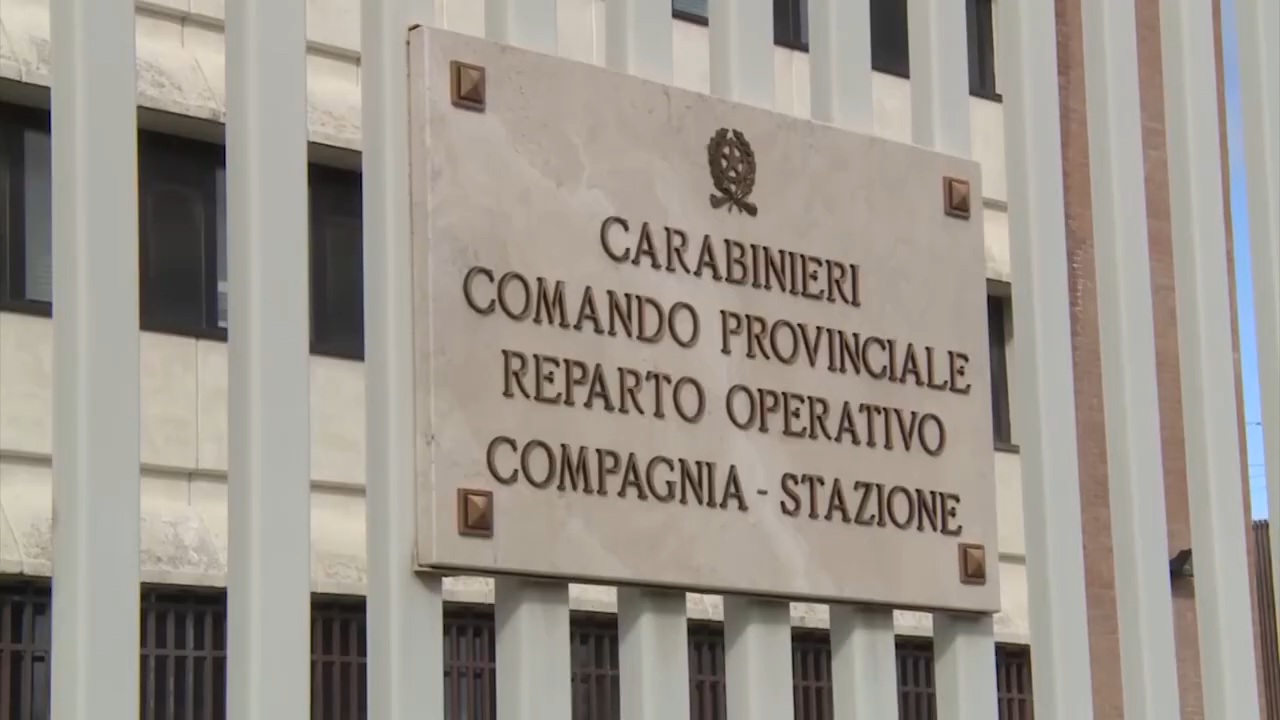 CARABINIERI
COMANDO PROVINCIALE
REPARTO OPERATIVO
COMPAGNIA - STAZIONE